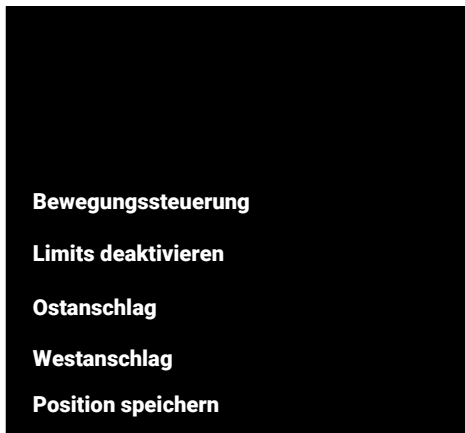 Bewegungssteuerung
Limits deaktivieren
Ostanschlag
Westanschlag
Position speichern